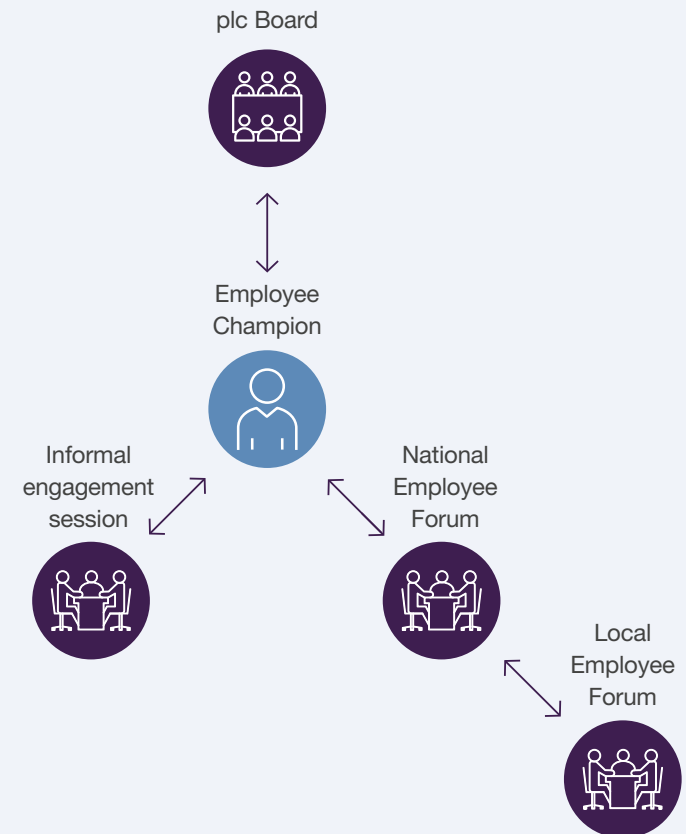 plc Board
Employee
Champion
Informal
engagement
session
National
Employee
Forum
Local
Employee
Forum